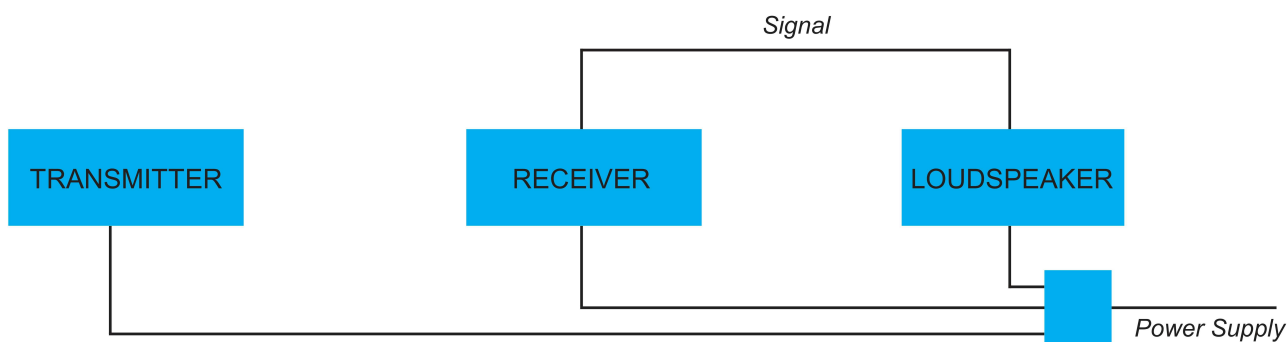 Signal
TRANSMITTER
RECEIVER
LOUDSPEAKER
Power Supply